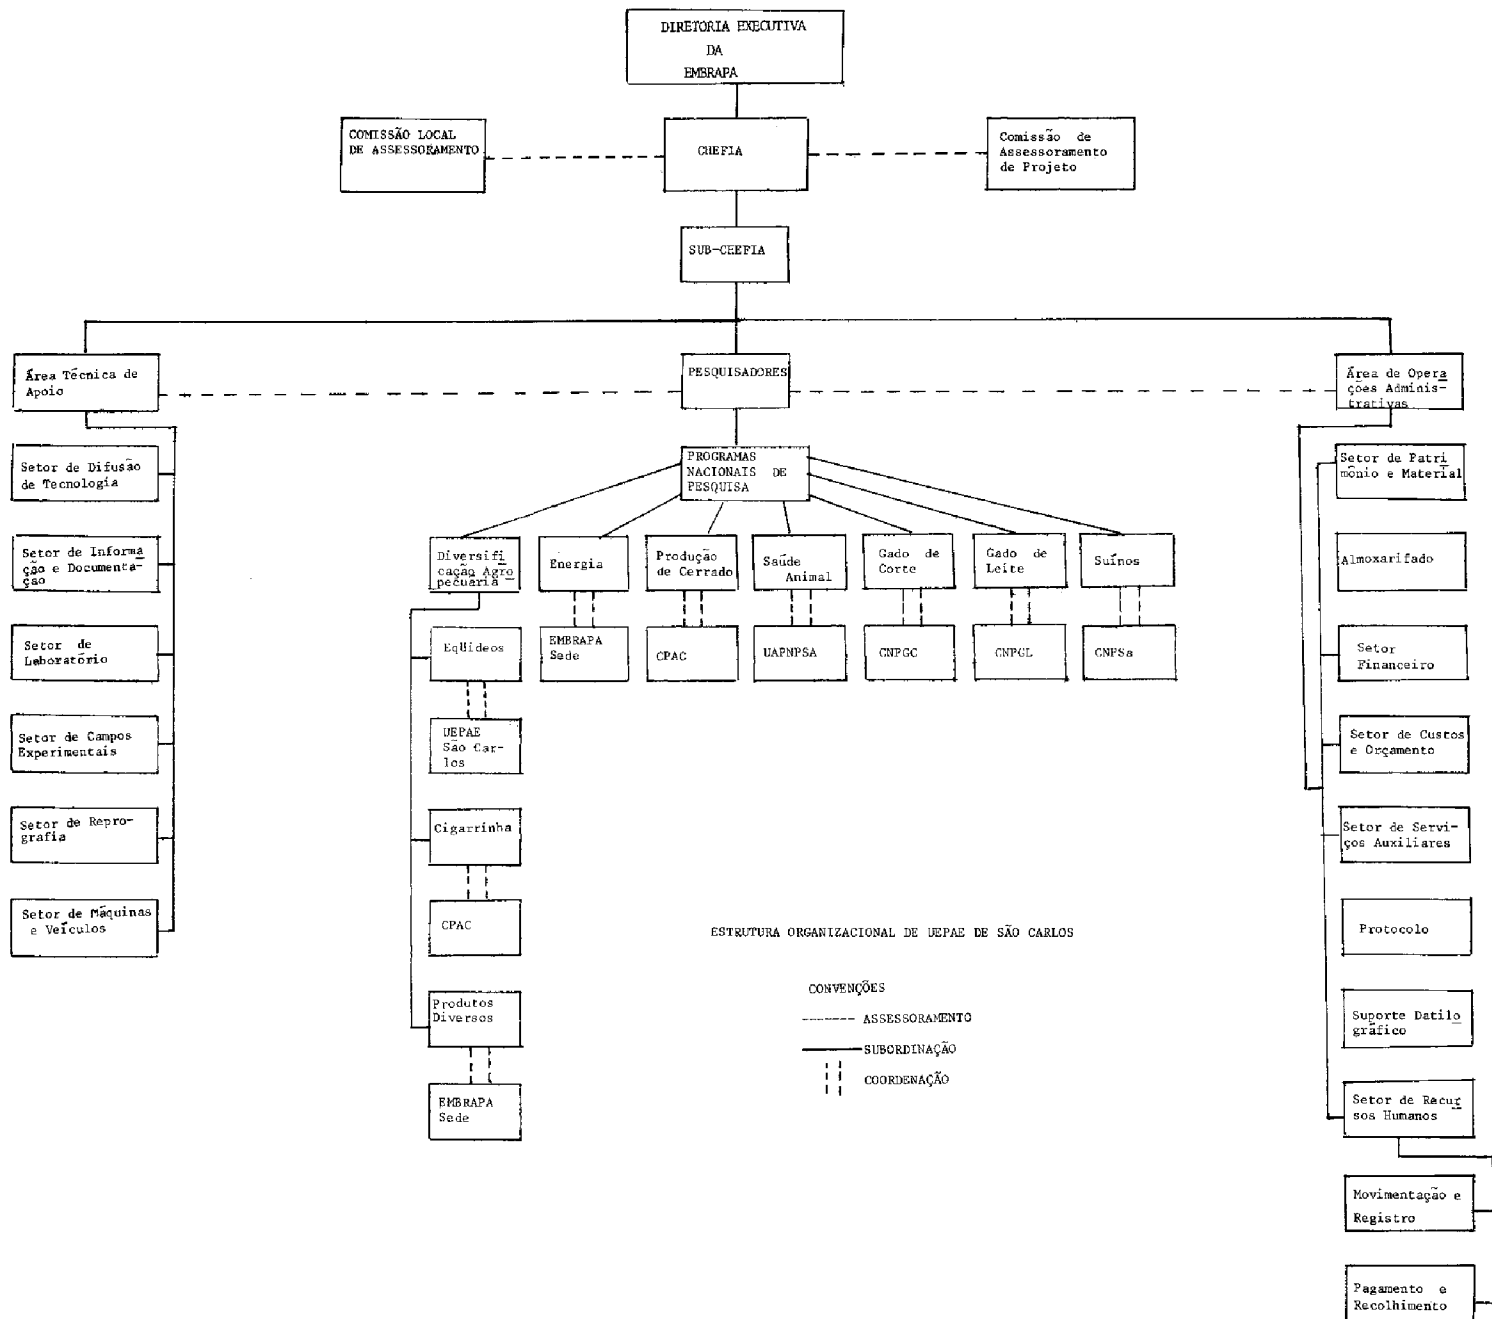 DIRETORIA EXECUTIVA
DA
EMBRAPA
COMISSÃO LOCAL
DE ASSESSORAMENTO
CHEFIA
Comissão de
Assessoramento
de Projeto
SUB-CHEFIA
Área Técnica de
Apoio
PESQUISADORES
Área de Opera
ções Adminis-
trativas
Setor de Difusão
de Tecnologia
Setor de Informa
ção e Documenta-
ção
Setor de
Laboratório
Setor de Campos
Experimentais
Setor de Repro-
grafia
Setor de Máquinas
e Veículos
PROGRAMAS
NACIONAIS DE
PESQUISA
Diversifi
cação Agro
pecuária
Energia
Produção
de Cerrado
Saúde
Animal
Gado de
Corte
Gado de
Leite
Suínos
Eqüídeos
EMBRAPA
Sede
CPAC
UAPNPSA
CNPGC
CNPGL
CNPSa
UEPAE
São Car-
los
Cigarrinha
CPAC
Produtos
Diversos
EMBRAPA
Sede
Setor de Patri
mônio e Material
Almoxarifado
Setor
Financeiro
Setor de Custos
e Orçamento
Setor de Servi-
ços Auxiliares
Protocolo
Suporte Datilo
gráfico
Setor de Recur
sos Humanos
Movimentação e
Registro
Pagamento e
Recolhimento
ESTRUTURA ORGANIZACIONAL DE UEPAE DE SÃO CARLOS
CONVENÇÕES
ASSESSORAMENTO
SUBORDINAÇÃO
COORDENAÇÃO